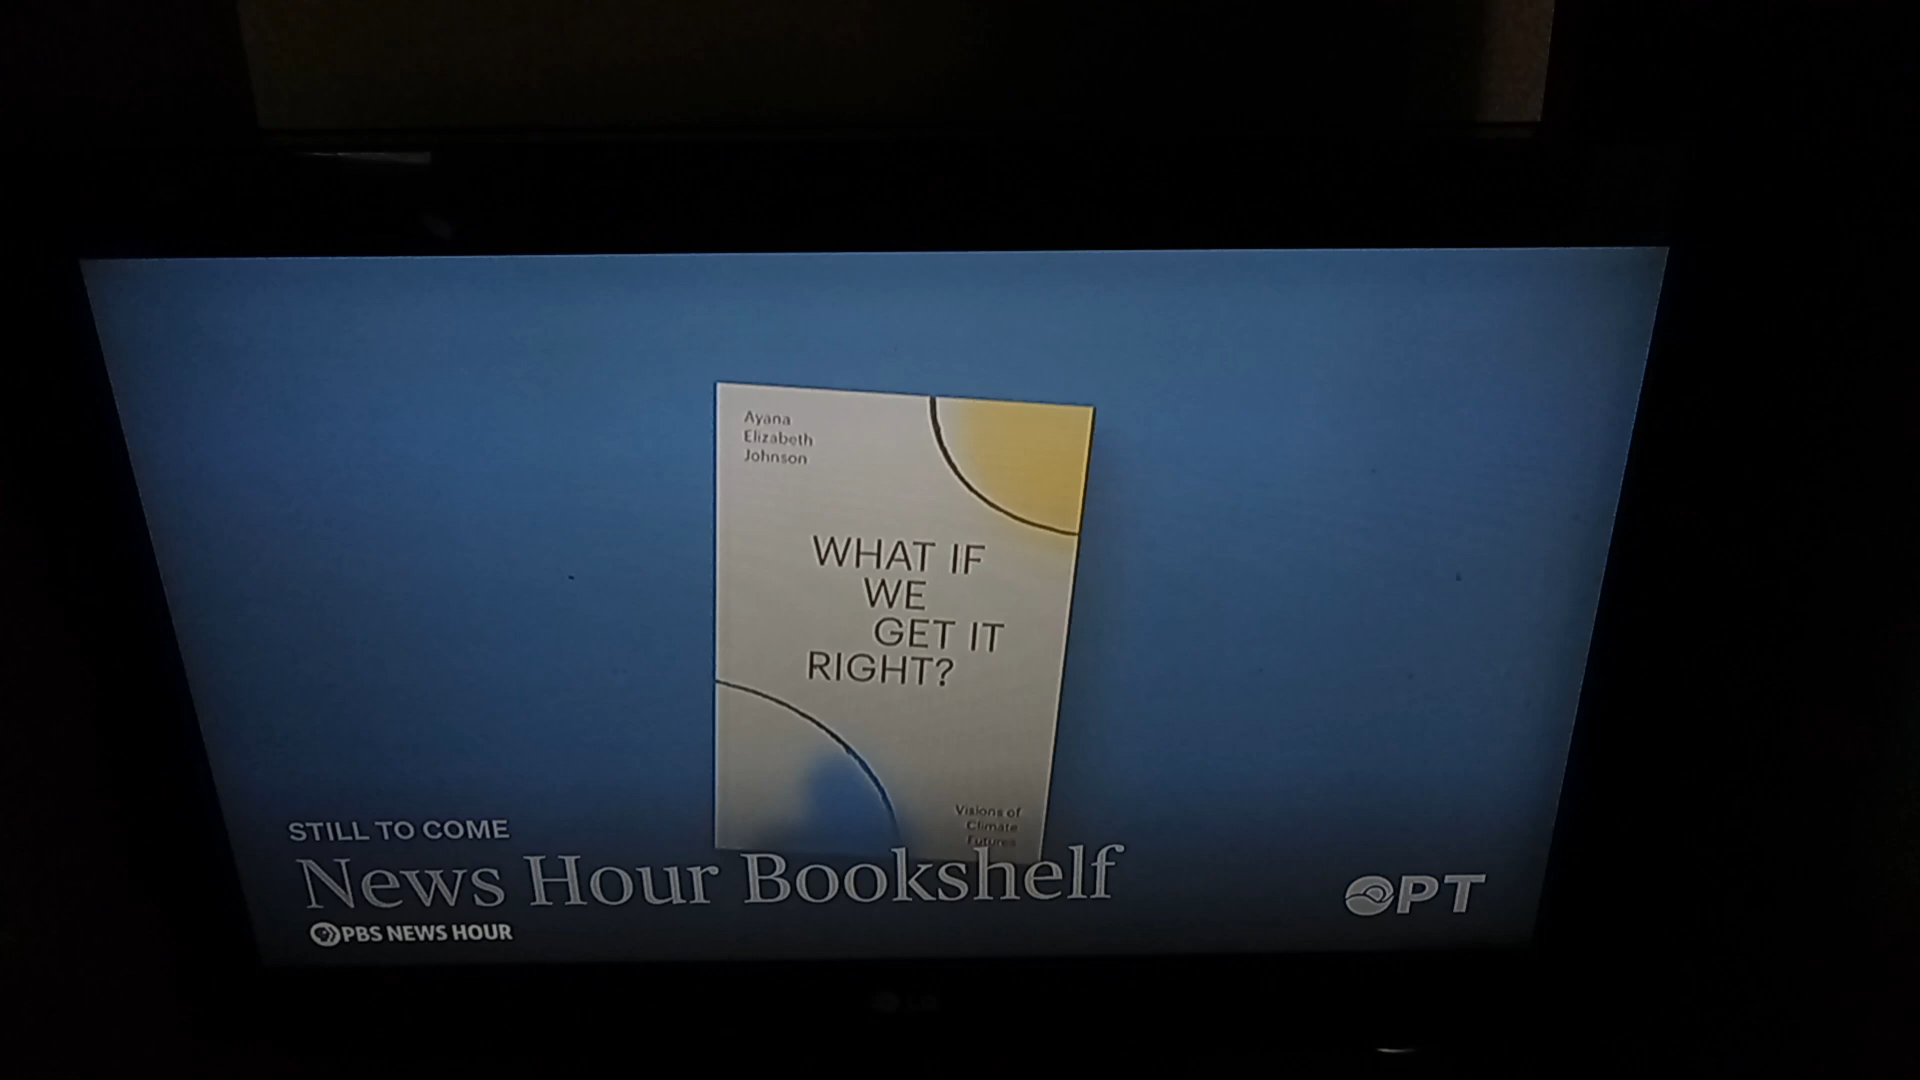 Ayana
Elizabeth
Johnson
WHAT IF
WE
GET IT
RIGHT?
Visions of
Climate
Futures
STILL TO COME
News Hour Bookshelf
PBS NEWS HOUR
OPT
LG